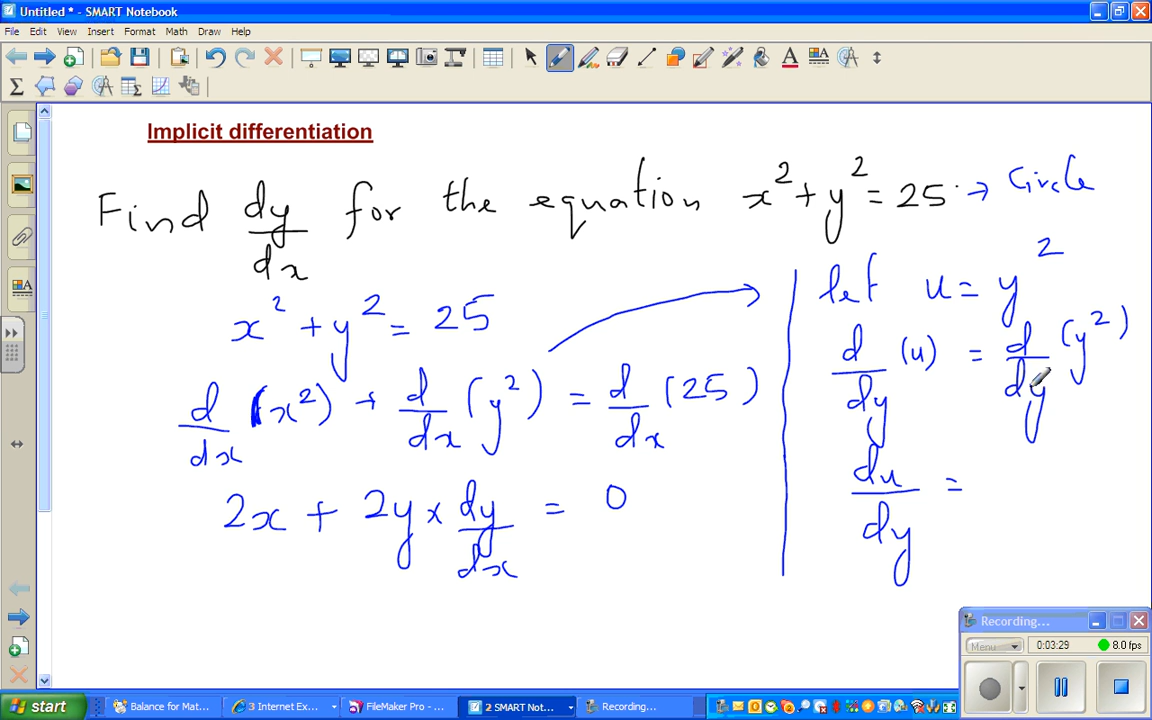 Untitled * - SMART Notebook
File Edit View Insert Format Math Draw Help
Implicit differentiation
Find dy/dx for the equation x² + y² = 25 → Circle
x² + y² = 25
d/dx (x²) + d/dx (y²) = d/dx (25)
2x + 2y × dy/dx = 0
let u = y²
d/dy (u) = d/dy (y²)
du/dy =
Recording...
Menu 0:03:29 8.0 fps
start Balance for Mat... 3 Internet Ex... FileMaker Pro - ... 2 SMART Not... Recording...